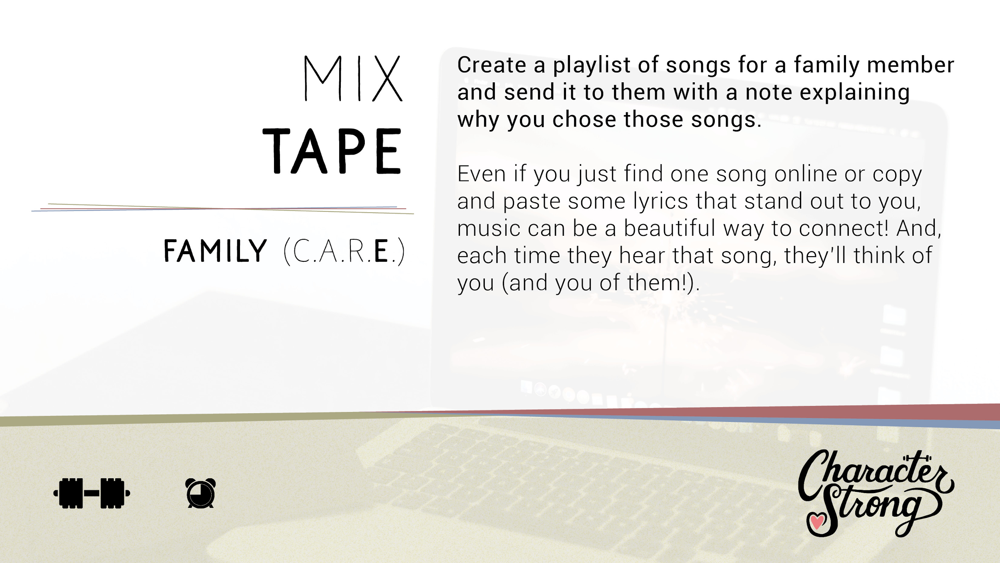 MIX
TAPE
FAMILY (C.A.R.E.)
Create a playlist of songs for a family member
and send it to them with a note explaining
why you chose those songs.
Even if you just find one song online or copy
and paste some lyrics that stand out to you,
music can be a beautiful way to connect! And,
each time they hear that song, they'll think of
you (and you of them!).
Character
Strong